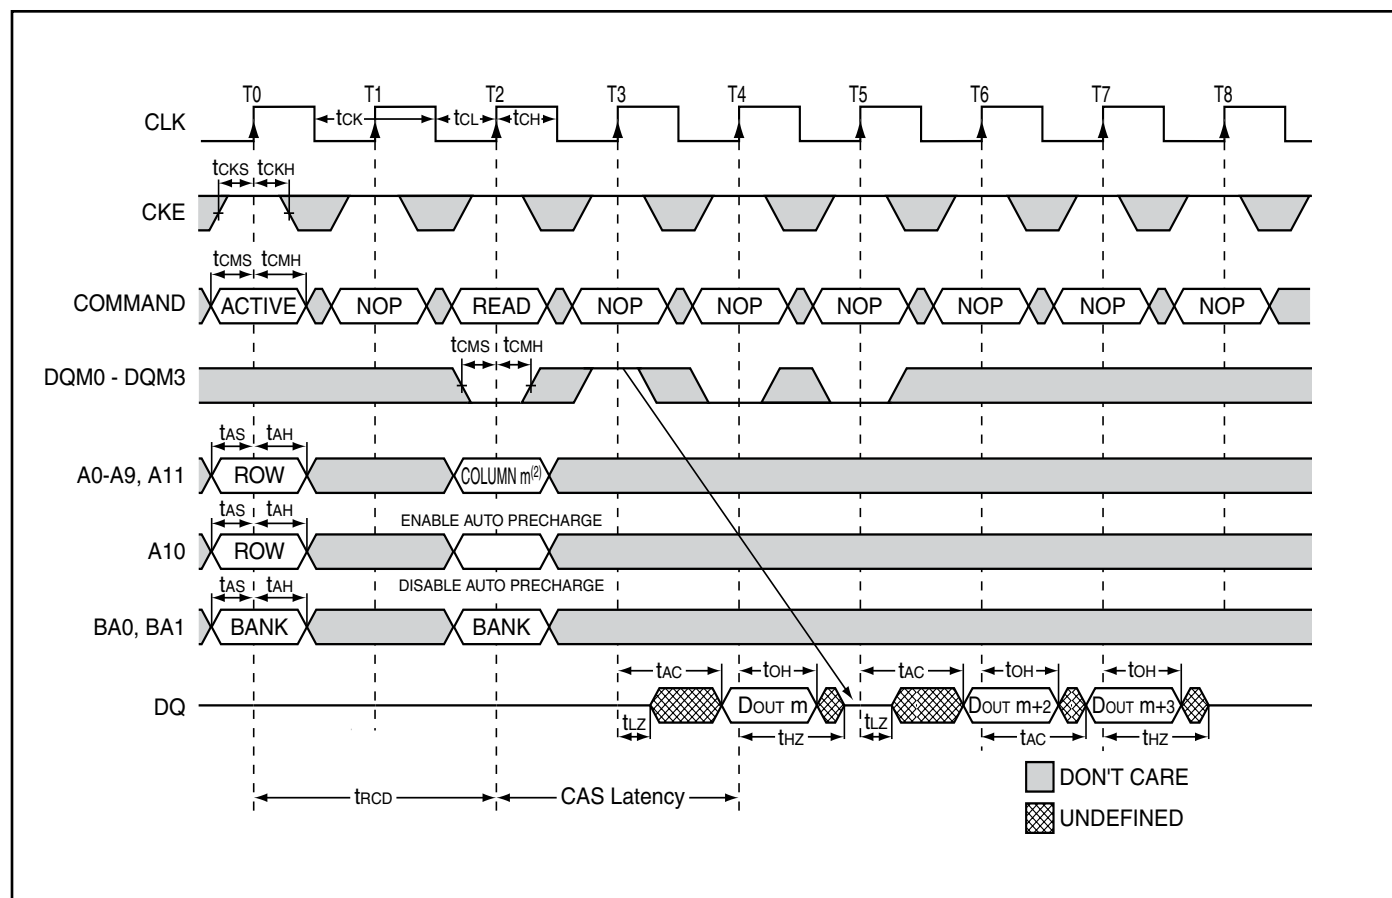 T0 T1 T2 T3 T4 T5 T6 T7 T8
CLK tCK tCL tCH
tCKS tCKH
CKE
tCMS tCMH
COMMAND ACTIVE NOP READ NOP NOP NOP NOP NOP NOP
tCMS tCMH
DQM0 - DQM3
tAS tAH
A0-A9, A11 ROW COLUMN m(2)
tAS tAH ENABLE AUTO PRECHARGE
A10 ROW
tAS tAH DISABLE AUTO PRECHARGE
BA0, BA1 BANK BANK
tAC tOH tAC tOH tOH
DQ DOUT m DOUT m+2 DOUT m+3
tLZ tHZ tLZ tAC tHZ
DON'T CARE
tRCD CAS Latency
UNDEFINED